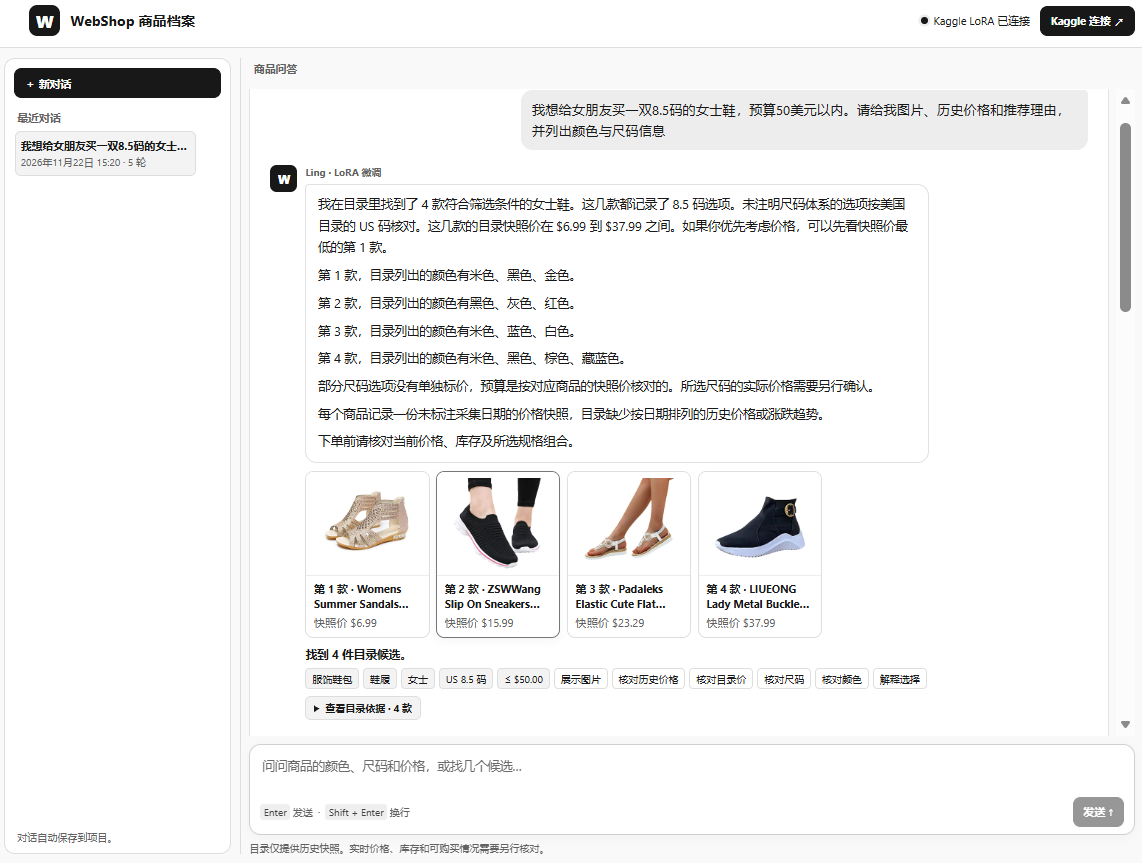 W WebShop 商品档案
Kaggle LoRA 已连接
Kaggle 连接 ↗
+ 新对话
最近对话
我想给女朋友买一双8.5码的女士...
2026年11月22日 15:20 · 5 轮
对话自动保存到项目。
商品问答
我想给女朋友买一双8.5码的女士鞋，预算50美元以内。请给我图片、历史价格和推荐理由，
并列出颜色与尺码信息
W
Ling · LoRA 微调
我在目录里找到了 4 款符合筛选条件的女士鞋。这几款都记录了 8.5 码选项。未注明尺码体系的选项按美国
目录的 US 码核对。这几款的目录快照价在 $6.99 到 $37.99 之间。如果你优先考虑价格，可以先看快照价最
低的第 1 款。
第 1 款，目录列出的颜色有米色、黑色、金色。
第 2 款，目录列出的颜色有黑色、灰色、红色。
第 3 款，目录列出的颜色有米色、蓝色、白色。
第 4 款，目录列出的颜色有米色、黑色、棕色、藏蓝色。
部分尺码选项没有单独标价，预算是按对应商品的快照价核对的。所选尺码的实际价格需要另行确认。
每个商品记录一份未标注采集日期的价格快照，目录缺少按日期排列的历史价格或涨跌趋势。
下单前请核对当前价格、库存及所选规格组合。
第 1 款 · Womens
Summer Sandals...
快照价 $6.99
第 2 款 · ZSWWang
Slip On Sneakers...
快照价 $15.99
第 3 款 · Padaleks
Elastic Cute Flat...
快照价 $23.29
第 4 款 · LIUEONG
Lady Metal Buckle...
快照价 $37.99
找到 4 件目录候选。
服饰鞋包 鞋履 女士 US 8.5 码 ≤ $50.00 展示图片 核对历史价格 核对目录价 核对尺码 核对颜色 解释选择
▶ 查看目录依据 · 4 款
问问商品的颜色、尺码和价格，或找几个候选...
Enter 发送 · Shift + Enter 换行
发送 ↑
目录仅提供历史快照。实时价格、库存和可购买情况需要另行核对。